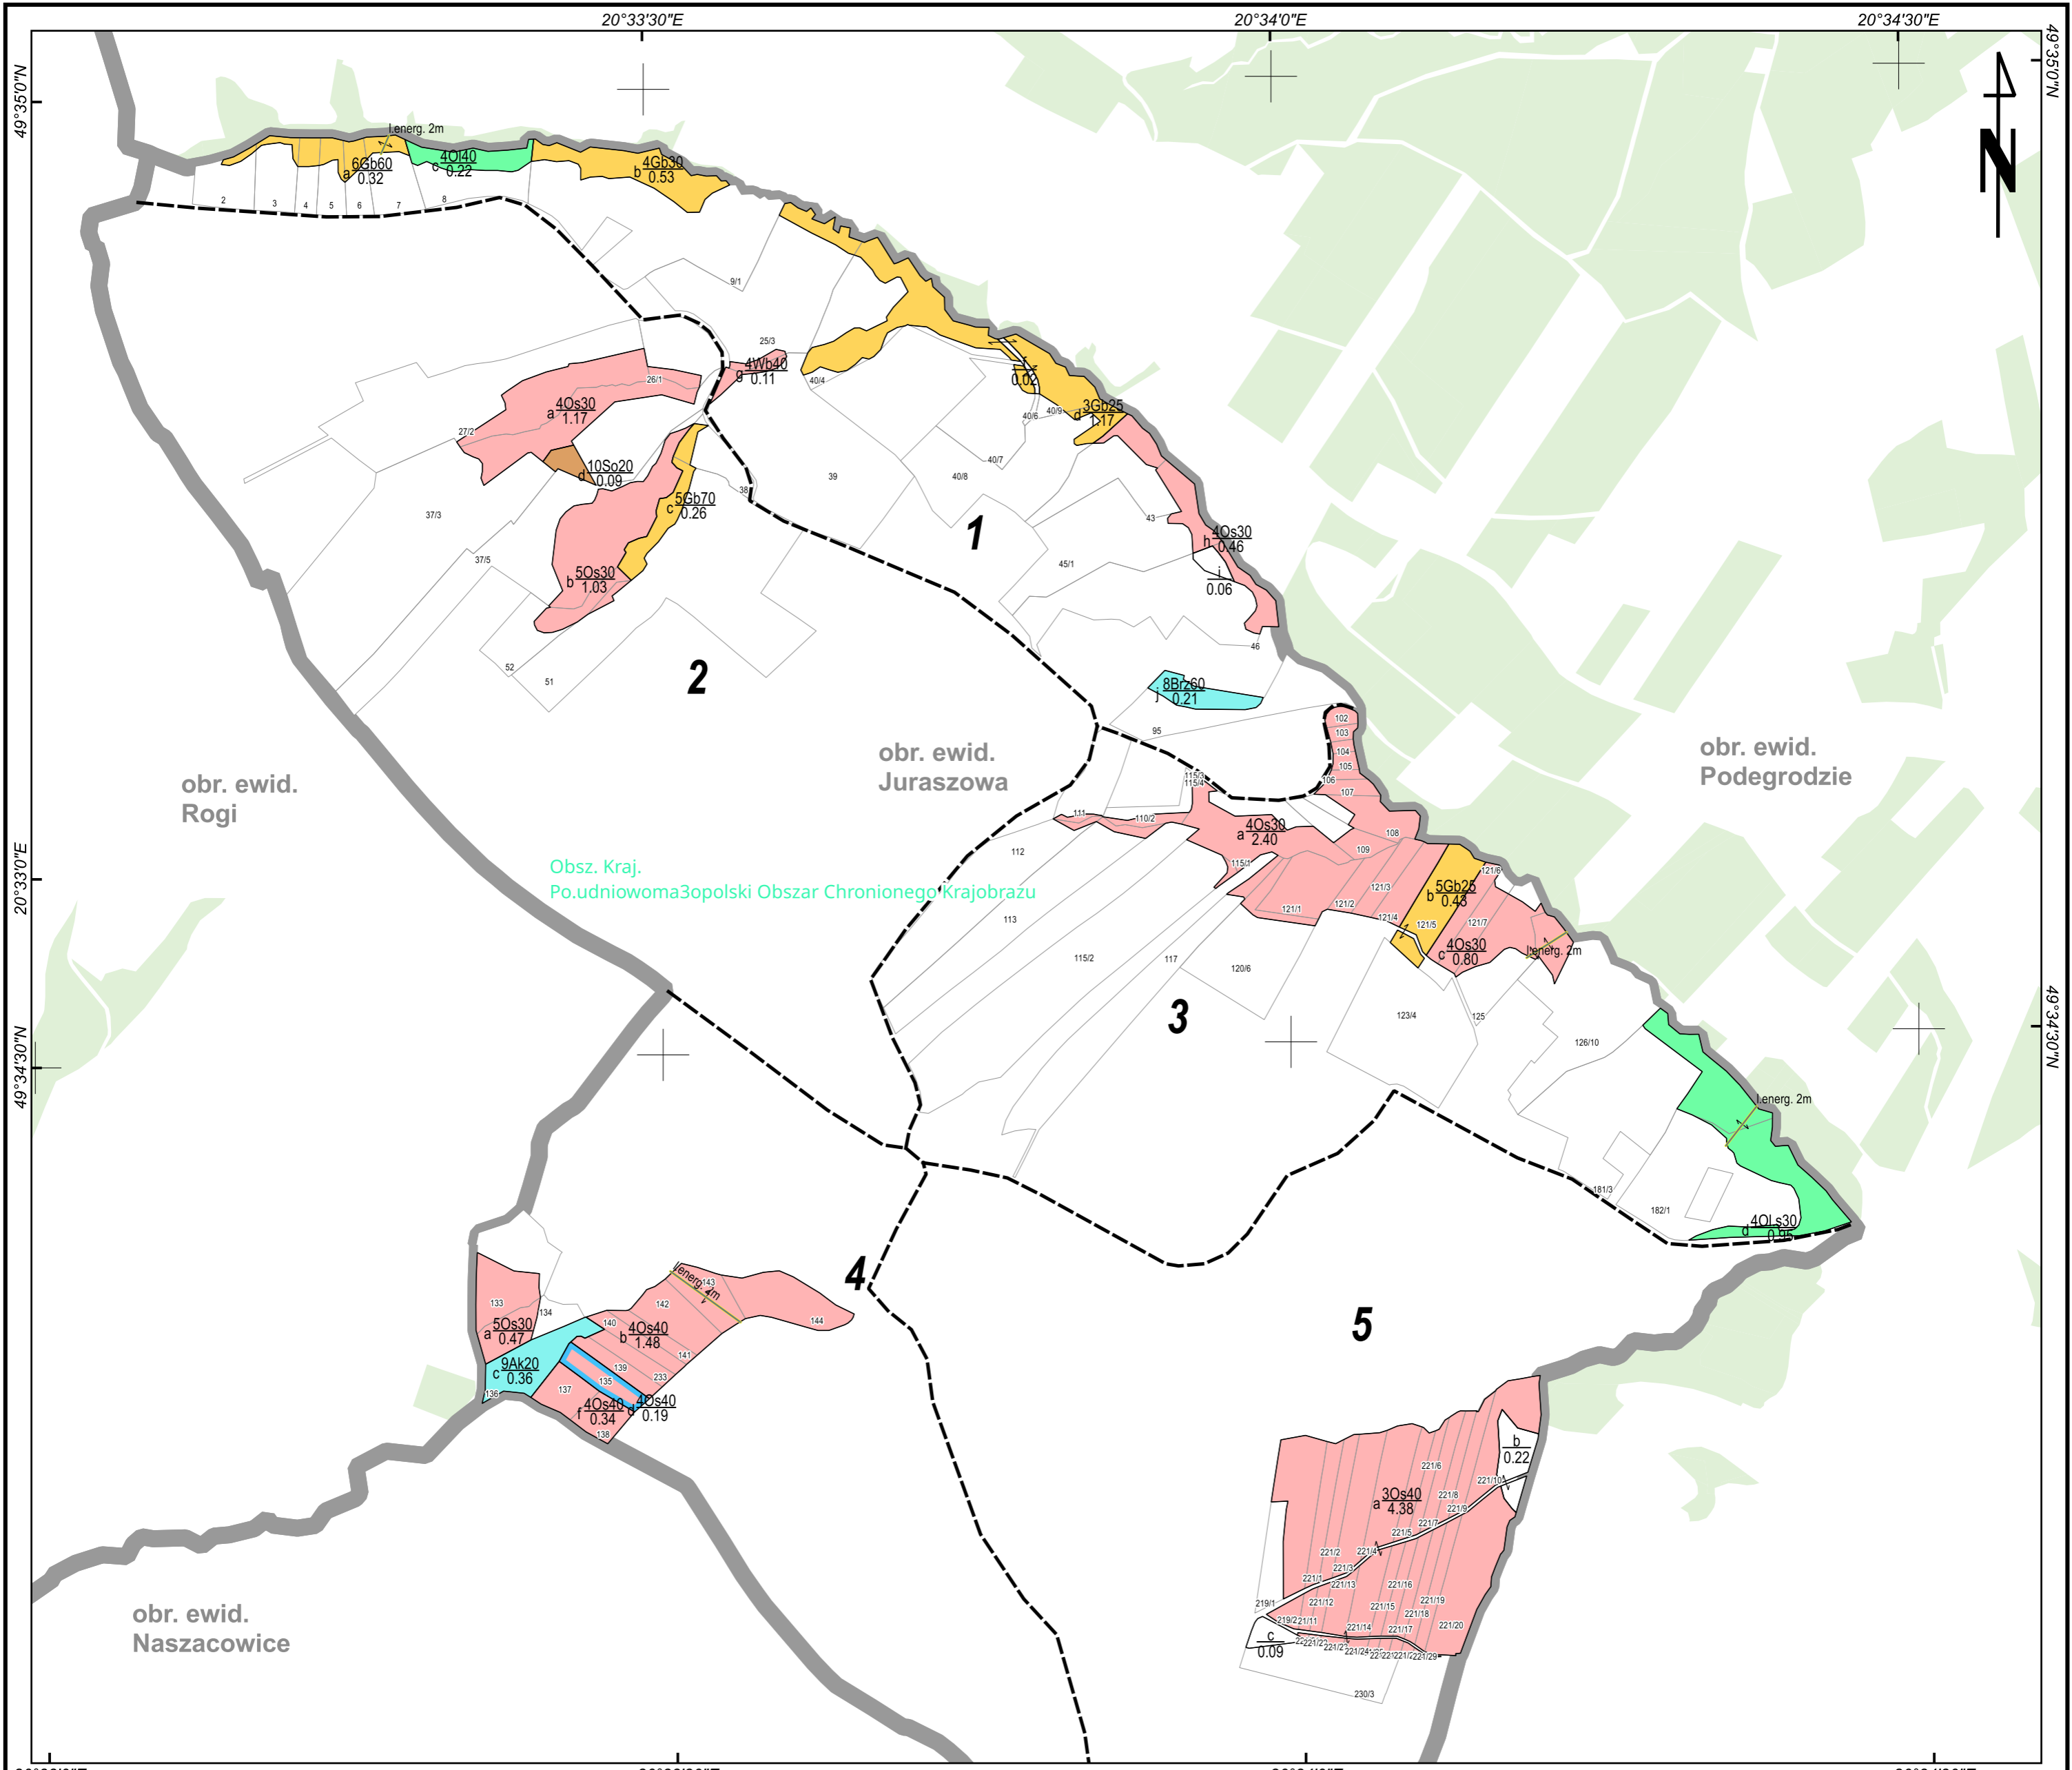 20°33'30"E
20°34'0"E
20°34'30"E
49°35'0"N
49°35'0"N
N
l.energ. 2m
a 6Gb60
0.32
c 4Ol40
0.22
b 4Gb30
0.53
2
3
4
5
6
7
8
9/1
25/3
g 4Wb40
0.11
40/4
26/1
a 4Os30
1.17
27/2
d 10So20
0.09
f
0.02
40/6
40/9
d 3Gb25
1.17
40/7
40/8
39
38
c 5Gb70
0.26
37/3
37/5
b 5Os30
1.03
1
43
h 4Os30
0.46
45/1
i
0.06
46
52
51
2
j 8Brz60
0.21
95
obr. ewid.
Juraszowa
obr. ewid.
Rogi
obr. ewid.
Podegrodzie
102
103
104
105
106
107
108
109
115/3
115/4
111
110/2
a 4Os30
2.40
112
115/1
Obsz. Kraj.
Po.udniowoma3opolski Obszar Chronionego Krajobrazu
20°33'0"E
121/3
121/6
b 5Gb25
0.43
121/1
121/2
121/4
121/5
121/7
c 4Os30
0.80
l.energ. 2m
113
115/2
117
120/6
3
123/4
125
126/10
49°34'30"N
49°34'30"N
l.energ. 2m
181/3
182/1
d 4OLs30
0.95
4
5
133
134
a 5Os30
0.47
c 9Ak20
0.36
136
l.energ. 2m
143
142
144
140
b 4Os40
1.48
141
139
233
135
137
f 4Os40
0.34
d 4Os40
0.19
138
b
0.22
221/6
221/10
a 3Os40
4.38
221/8
221/9
221/7
221/5
221/4
221/2
221/3
221/1
221/13
221/16
221/12
221/15
221/19
221/18
221/20
219/1
221/14
221/17
c
0.09
221/29
230/3
obr. ewid.
Naszacowice